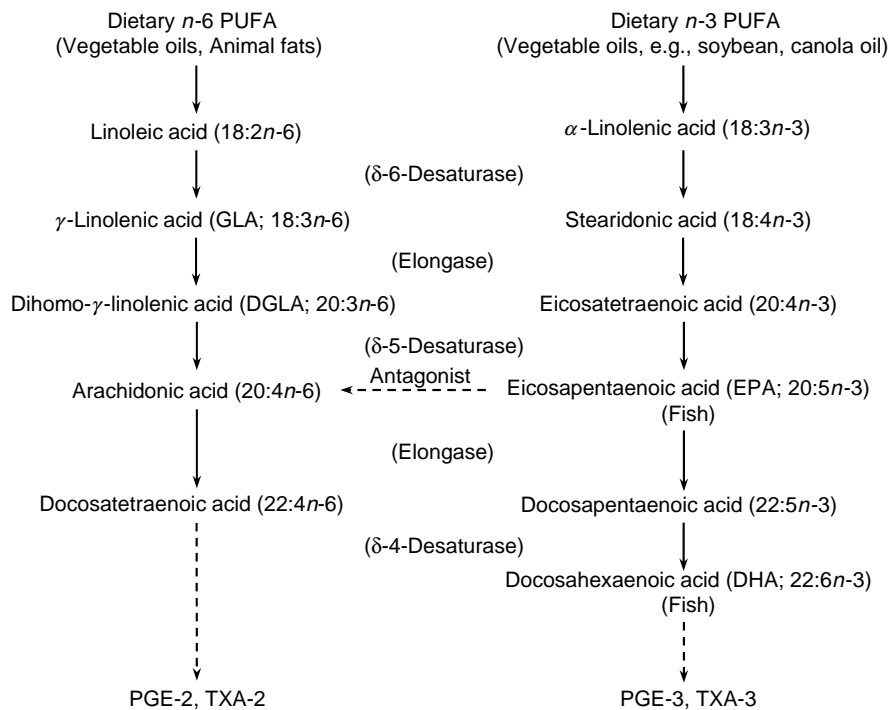 Dietary n-6 PUFA
(Vegetable oils, Animal fats)
Dietary n-3 PUFA
(Vegetable oils, e.g., soybean, canola oil)
Linoleic acid (18:2n-6)
α-Linolenic acid (18:3n-3)
(δ-6-Desaturase)
γ-Linolenic acid (GLA; 18:3n-6)
Stearidonic acid (18:4n-3)
(Elongase)
Dihomo-γ-linolenic acid (DGLA; 20:3n-6)
Eicosatetraenoic acid (20:4n-3)
(δ-5-Desaturase)
Antagonist
Arachidonic acid (20:4n-6)
Eicosapentaenoic acid (EPA; 20:5n-3)
(Fish)
(Elongase)
Docosatetraenoic acid (22:4n-6)
Docosapentaenoic acid (22:5n-3)
(δ-4-Desaturase)
Docosahexaenoic acid (DHA; 22:6n-3)
(Fish)
PGE-2, TXA-2
PGE-3, TXA-3